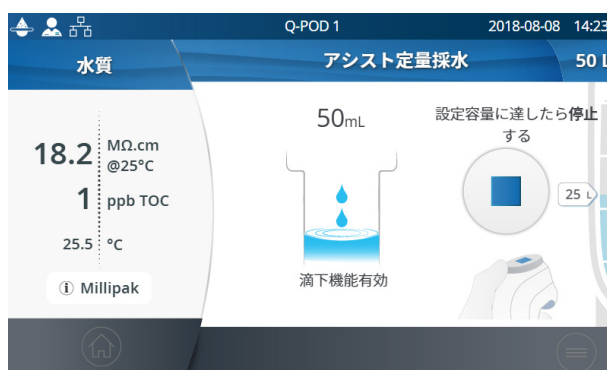 Q-POD 1
2018-08-08 14:23
水質
アシスト定量採水
50 L
18.2 MΩ.cm
@25°C
1 ppb TOC
25.5 °C
i Millipak
50mL
滴下機能有効
設定容量に達したら停止
する
25 L